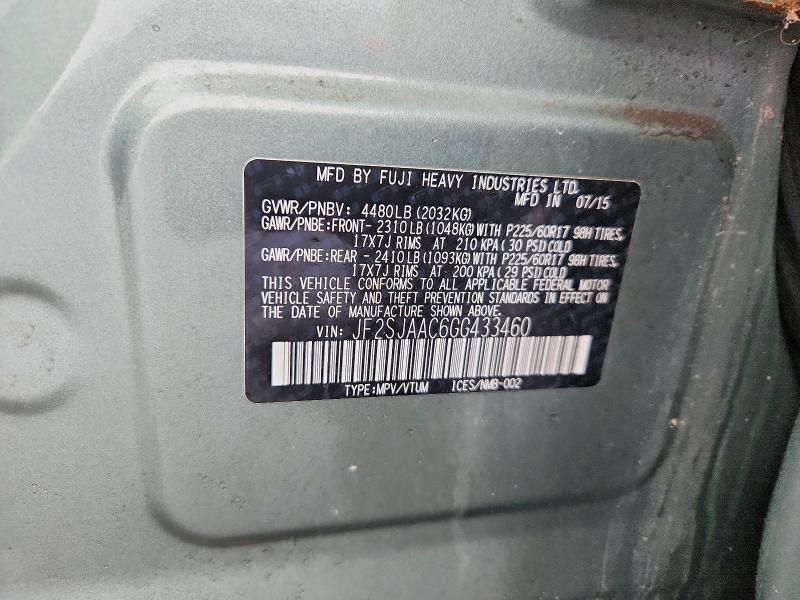 MFD BY FUJI HEAVY INDUSTRIES LTD.
MFD IN 07/15
GVWR/PNBV: 4480LB (2032KG)
GAWR/PNBE:FRONT- 2310LB (1048KG) WITH P225/60R17 98H TIRES,
17X7J RIMS AT 210 KPA (30 PSI) COLD
GAWR/PNBE:REAR - 2410LB (1093KG) WITH P225/60R17 98H TIRES,
17X7J RIMS AT 200 KPA (29 PSI) COLD
THIS VEHICLE CONFORMS TO ALL APPLICABLE FEDERAL MOTOR
VEHICLE SAFETY AND THEFT PREVENTION STANDARDS IN EFFECT ON
THE DATE OF MANUFACTURE SHOWN ABOVE.
VIN: JF2SJAAC6GG433460
TYPE:MPV/VTUM ICES/NMB-002